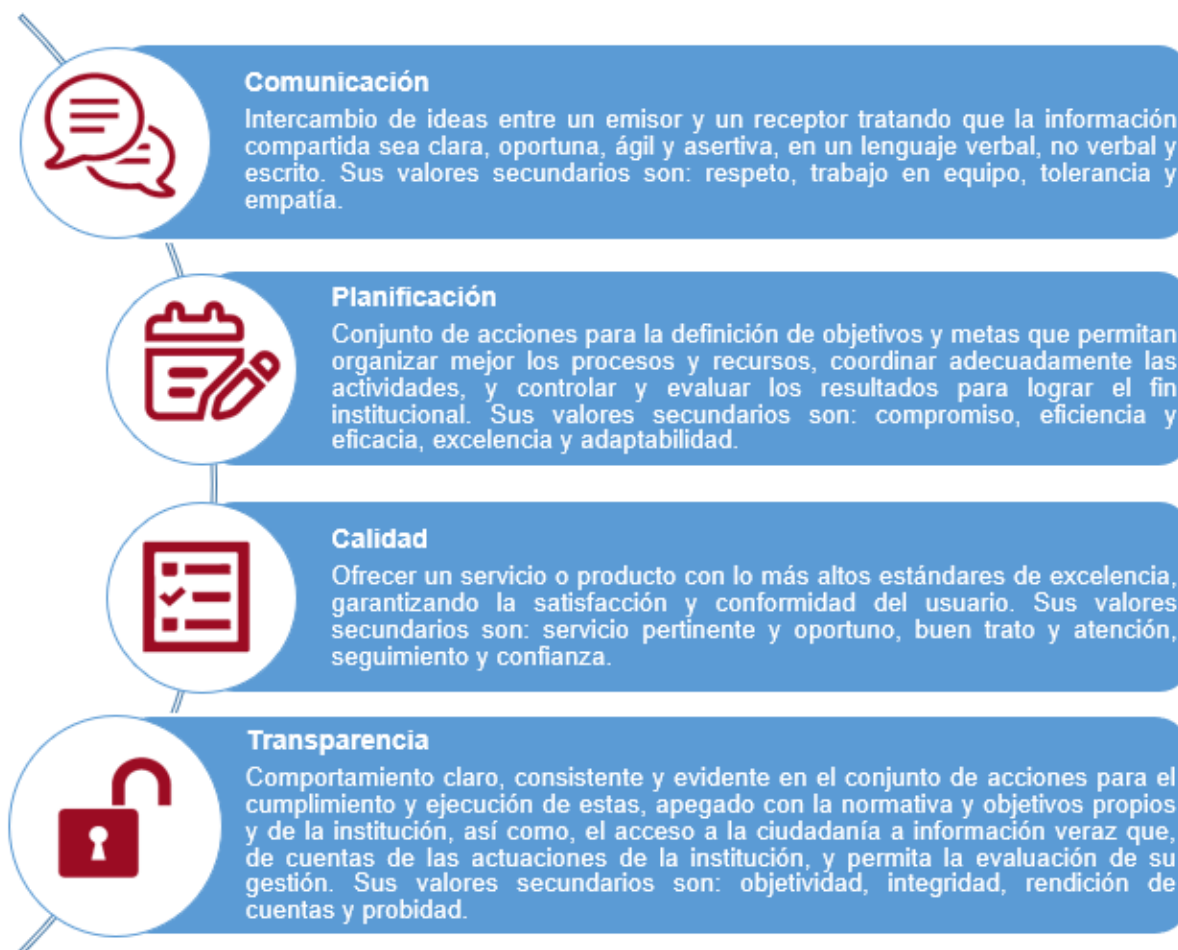 Comunicación
Intercambio de ideas entre un emisor y un receptor tratando que la información
compartida sea clara, oportuna, ágil y asertiva, en un lenguaje verbal, no verbal y
escrito. Sus valores secundarios son: respeto, trabajo en equipo, tolerancia y
empatía.
Planificación
Conjunto de acciones para la definición de objetivos y metas que permitan
organizar mejor los procesos y recursos, coordinar adecuadamente las
actividades, y controlar y evaluar los resultados para lograr el fin
institucional. Sus valores secundarios son: compromiso, eficiencia y
eficacia, excelencia y adaptabilidad.
Calidad
Ofrecer un servicio o producto con lo más altos estándares de excelencia,
garantizando la satisfacción y conformidad del usuario. Sus valores
secundarios son: servicio pertinente y oportuno, buen trato y atención,
seguimiento y confianza.
Transparencia
Comportamiento claro, consistente y evidente en el conjunto de acciones para el
cumplimiento y ejecución de estas, apegado con la normativa y objetivos propios
y de la institución, así como, el acceso a la ciudadanía a información veraz que,
de cuentas de las actuaciones de la institución, y permita la evaluación de su
gestión. Sus valores secundarios son: objetividad, integridad, rendición de
cuentas y probidad.